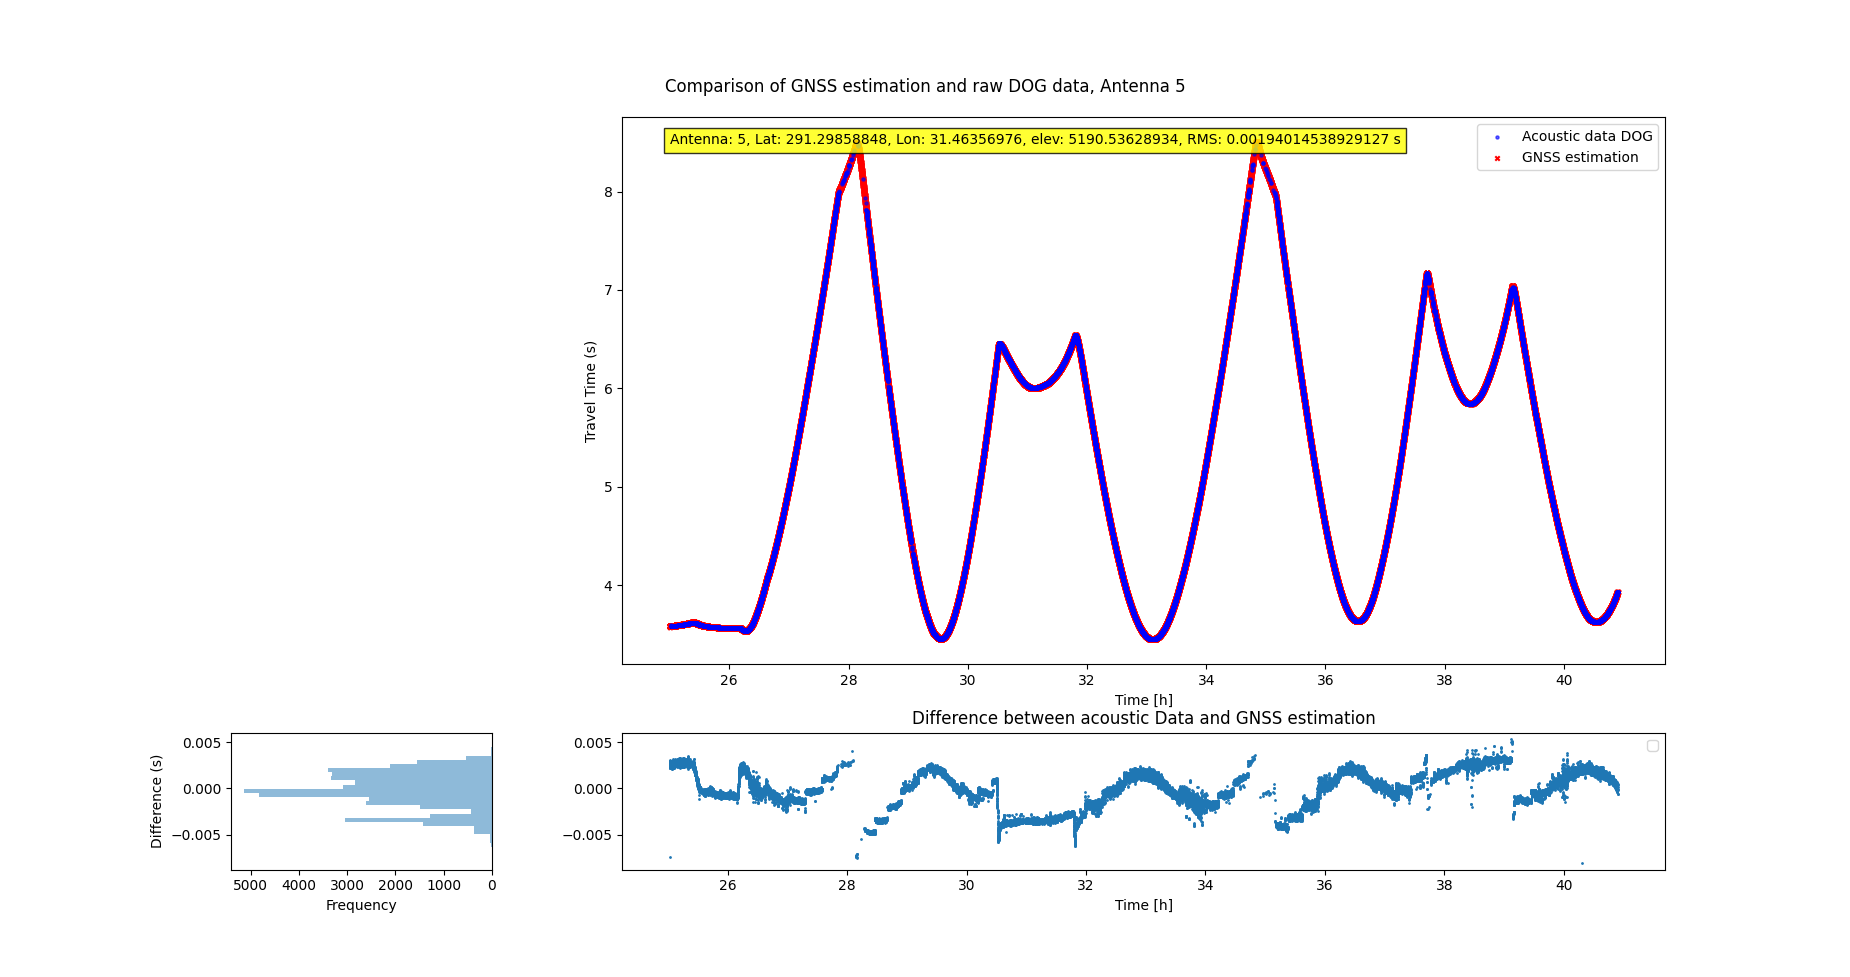 Comparison of GNSS estimation and raw DOG data, Antenna 5
Antenna: 5, Lat: 291.29858848, Lon: 31.46356976, elev: 5190.53628934, RMS: 0.00194014538929127 s
Acoustic data DOG
GNSS estimation
Travel Time (s)
8
7
6
5
4
26 28 30 32 34 36 38 40
Time [h]
Difference between acoustic Data and GNSS estimation
Difference (s)
0.005
0.000
−0.005
5000 4000 3000 2000 1000 0
Frequency
0.005
0.000
−0.005
26 28 30 32 34 36 38 40
Time [h]